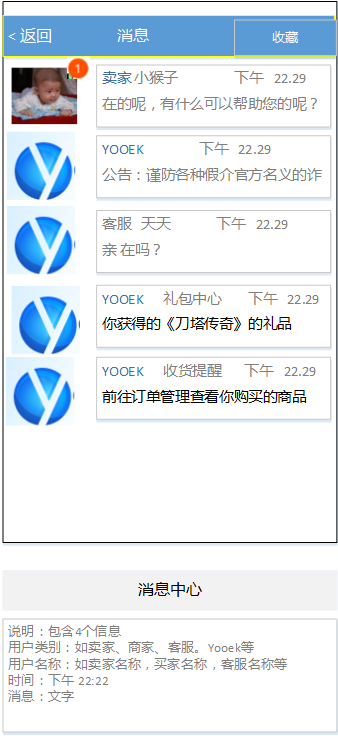 < 返回 消息 收藏
1
卖家 小猴子 下午 22.29
在的呢，有什么可以帮助您的呢？
YOOEK 下午 22.29
公告：谨防各种假介官方名义的诈
客服 天天 下午 22.29
亲 在吗？
YOOEK 礼包中心 下午 22.29
你获得的《刀塔传奇》的礼品
YOOEK 收货提醒 下午 22.29
前往订单管理查看你购买的商品
消息中心
说明：包含4个信息
用户类别：如卖家、商家、客服。Yooek等
用户名称：如卖家名称，买家名称，客服名称等
时间：下午 22:22
消息：文字